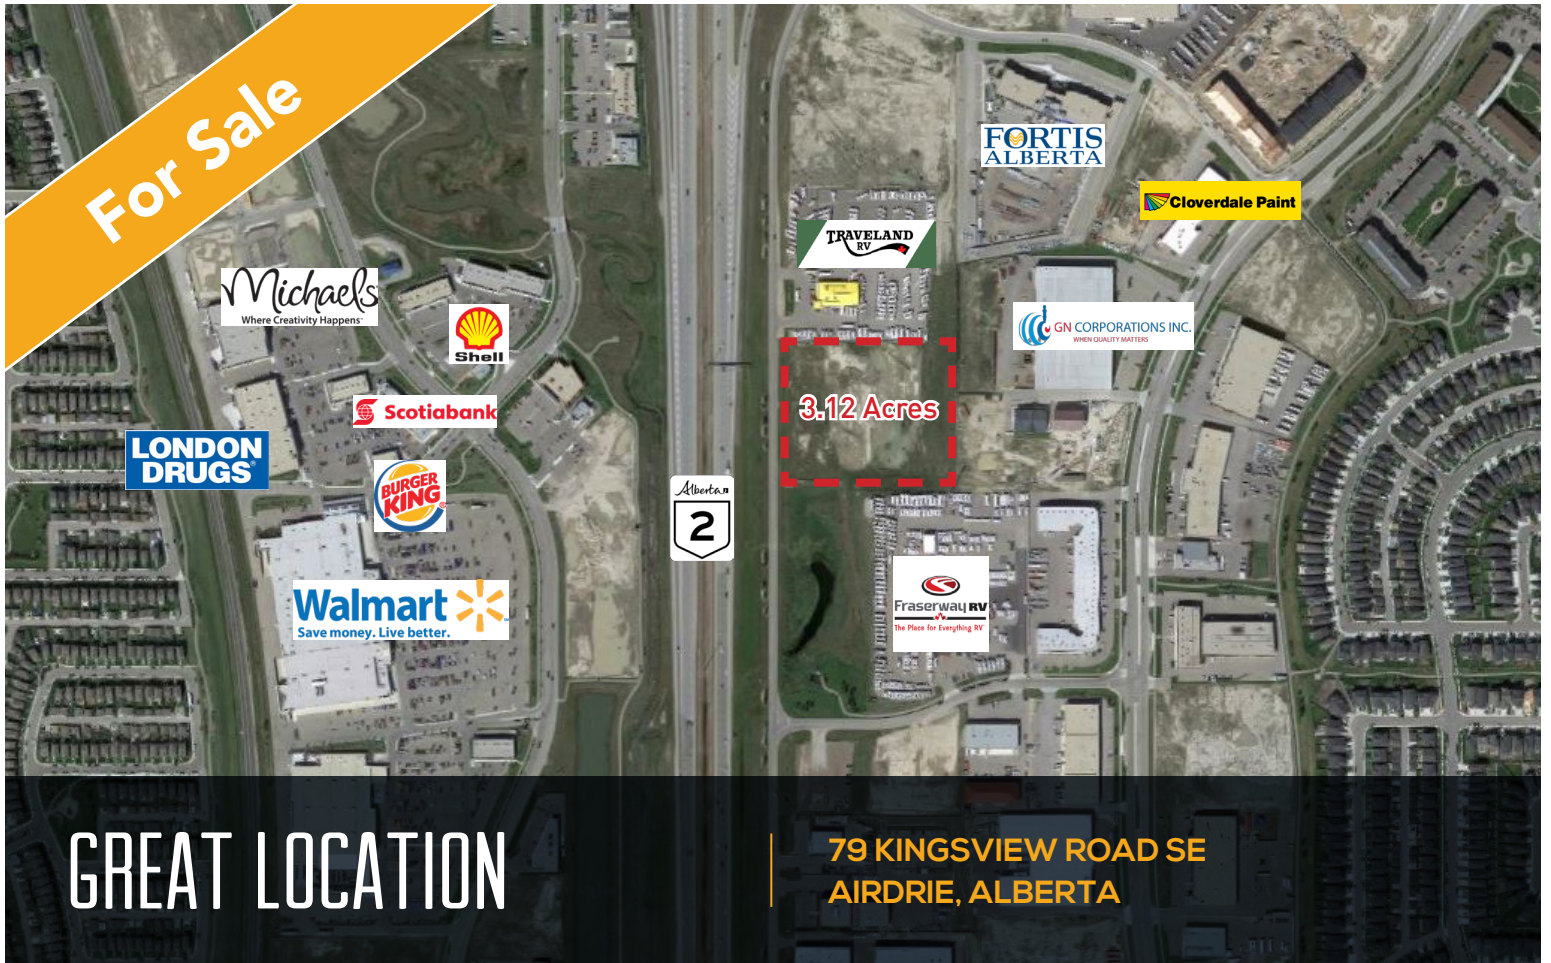 For Sale
FORTIS
ALBERTA
Cloverdale Paint
TRAVELAND
RV
Michaels
Where Creativity Happens
Shell
GN CORPORATIONS INC.
WHEN QUALITY MATTERS
Scotiabank
3.12 Acres
LONDON
DRUGS
BURGER
KING
Alberta
2
Walmart
Save money. Live better.
Fraserway RV
The Place for Everything RV
GREAT LOCATION
79 KINGSVIEW ROAD SE
AIRDRIE, ALBERTA